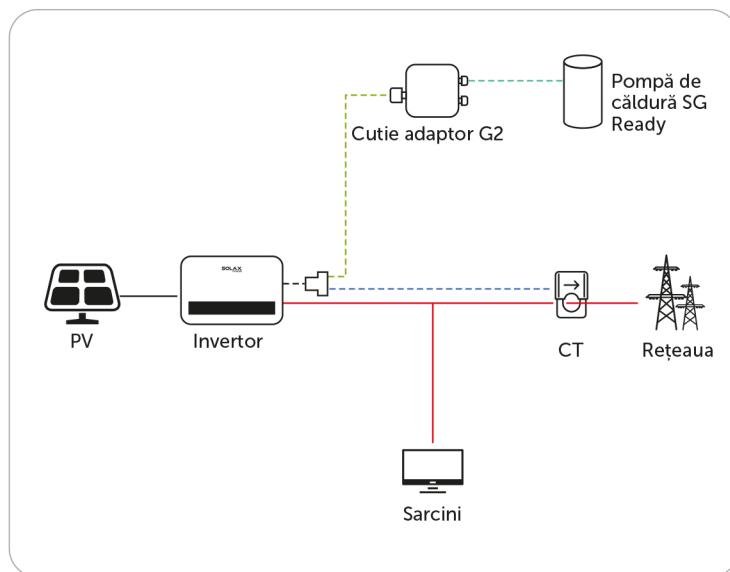 Pompă de
căldură SG
Ready
Cutie adaptor G2
SOLAX
PV
Invertor
CT
Rețeaua
Sarcini